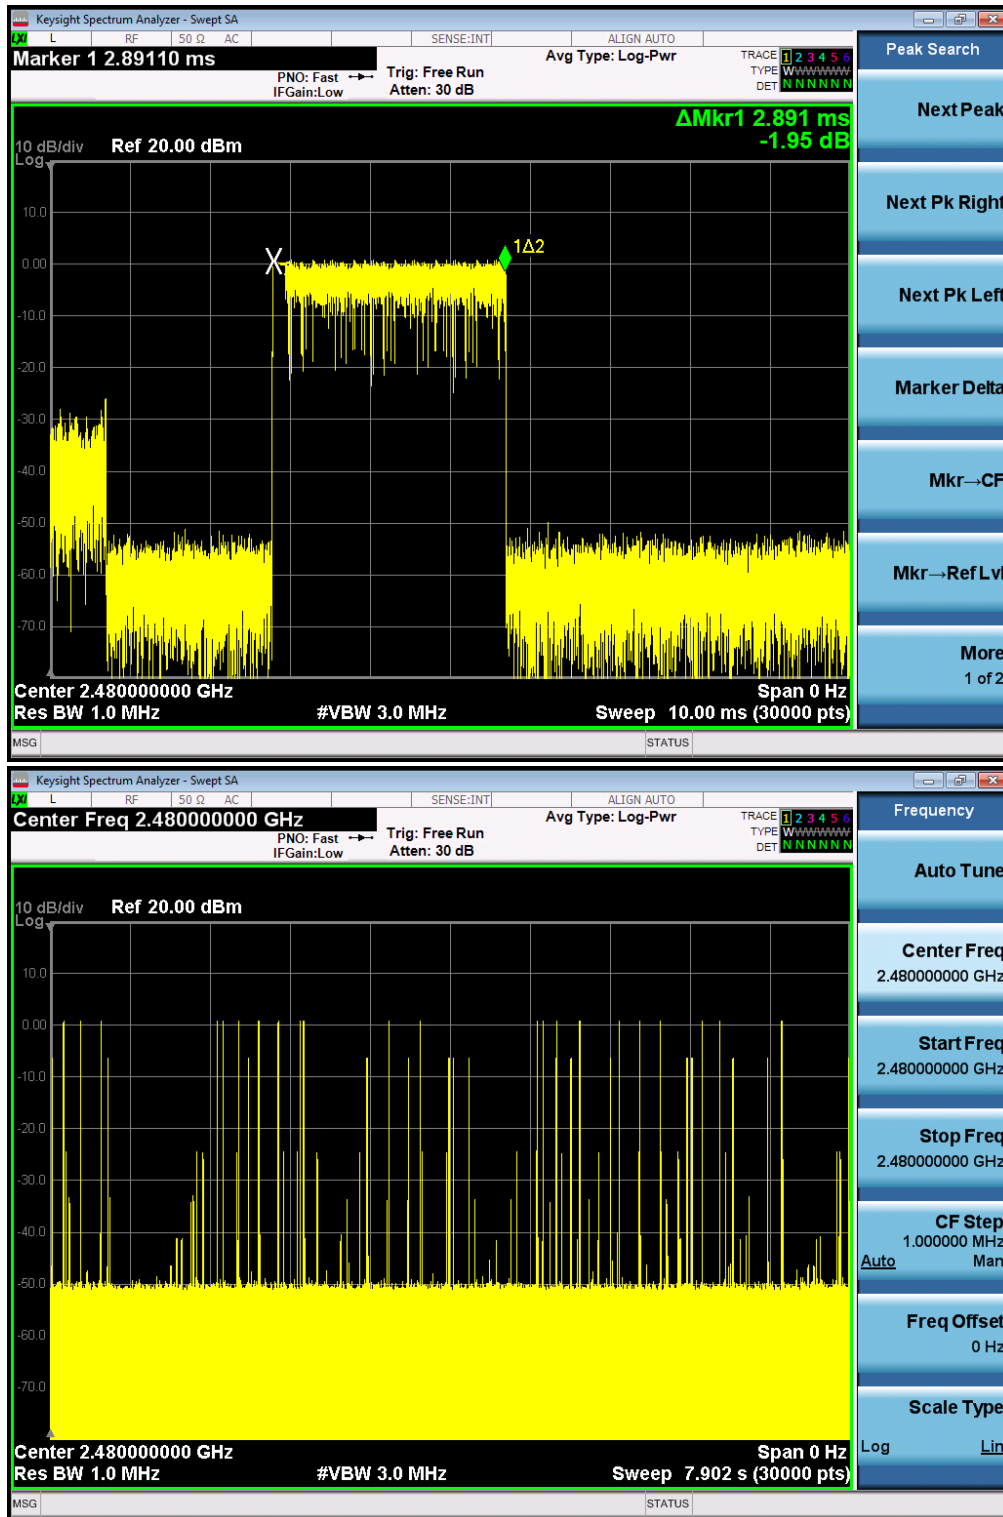 Keysight Spectrum Analyzer - Swept SA
LXI L RF 50 Ω AC SENSE:INT ALIGN AUTO
Marker 1 2.89110 ms
PNO: Fast
IFGain:Low
Trig: Free Run
Atten: 30 dB
Avg Type: Log-Pwr
TRACE 1 2 3 4 5 6
TYPE WWWWWW
DET N N N N N N
Peak Search
Next Peak
Next Pk Right
Next Pk Left
Marker Delta
Mkr→CF
Mkr→Ref Lvl
More
1 of 2
ΔMkr1 2.891 ms
-1.95 dB
10 dB/div Ref 20.00 dBm
Log
10.0
0.00
-10.0
-20.0
-30.0
-40.0
-50.0
-60.0
-70.0
1Δ2
Center 2.480000000 GHz Span 0 Hz
Res BW 1.0 MHz #VBW 3.0 MHz Sweep 10.00 ms (30000 pts)
MSG STATUS
Keysight Spectrum Analyzer - Swept SA
LXI L RF 50 Ω AC SENSE:INT ALIGN AUTO
Center Freq 2.480000000 GHz
PNO: Fast
IFGain:Low
Trig: Free Run
Atten: 30 dB
Avg Type: Log-Pwr
TRACE 1 2 3 4 5 6
TYPE WWWWWW
DET N N N N N N
Frequency
Auto Tune
Center Freq
2.480000000 GHz
Start Freq
2.480000000 GHz
Stop Freq
2.480000000 GHz
CF Step
1.000000 MHz
Auto Man
Freq Offset
0 Hz
Scale Type
Log Lin
10 dB/div Ref 20.00 dBm
Log
10.0
0.00
-10.0
-20.0
-30.0
-40.0
-50.0
-60.0
-70.0
Center 2.480000000 GHz Span 0 Hz
Res BW 1.0 MHz #VBW 3.0 MHz Sweep 7.902 s (30000 pts)
MSG STATUS